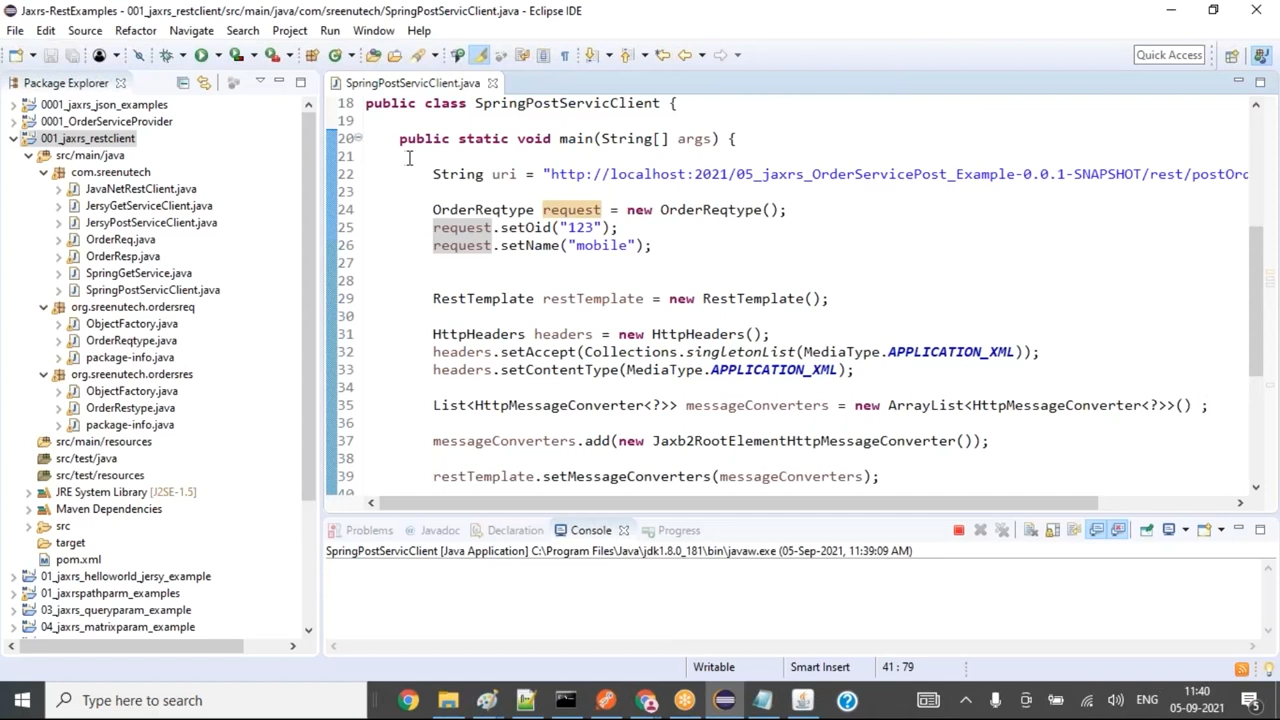 Jaxrs-RestExamples - 001_jaxrs_restclient/src/main/java/com/sreenutech/SpringPostServicClient.java - Eclipse IDE
File Edit Source Refactor Navigate Search Project Run Window Help
Quick Access
Package Explorer
0001_jaxrs_json_examples
0001_OrderServiceProvider
001_jaxrs_restclient
src/main/java
com.sreenutech
JavaNetRestClient.java
JersyGetServiceClient.java
JersyPostServiceClient.java
OrderReq.java
OrderResp.java
SpringGetService.java
SpringPostServicClient.java
org.sreenutech.ordersreq
ObjectFactory.java
OrderReqtype.java
package-info.java
org.sreenutech.ordersres
ObjectFactory.java
OrderRestype.java
package-info.java
src/main/resources
src/test/java
src/test/resources
JRE System Library [J2SE-1.5]
Maven Dependencies
src
target
pom.xml
01_jaxrs_helloworld_jersy_example
01_jaxrspathparm_examples
03_jaxrs_queryparam_example
04_jaxrs_matrixparam_example
SpringPostServicClient.java
18 public class SpringPostServicClient {
19
20 public static void main(String[] args) {
21
22 String uri = "http://localhost:2021/05_jaxrs_OrderServicePost_Example-0.0.1-SNAPSHOT/rest/postOrd
23
24 OrderReqtype request = new OrderReqtype();
25 request.setOid("123");
26 request.setName("mobile");
27
28
29 RestTemplate restTemplate = new RestTemplate();
30
31 HttpHeaders headers = new HttpHeaders();
32 headers.setAccept(Collections.singletonList(MediaType.APPLICATION_XML));
33 headers.setContentType(MediaType.APPLICATION_XML);
34
35 List<HttpMessageConverter<?>> messageConverters = new ArrayList<HttpMessageConverter<?>>() ;
36
37 messageConverters.add(new Jaxb2RootElementHttpMessageConverter());
38
39 restTemplate.setMessageConverters(messageConverters);
40
Problems Javadoc Declaration Console Progress
SpringPostServicClient [Java Application] C:\Program Files\Java\jdk1.8.0_181\bin\javaw.exe (05-Sep-2021, 11:39:09 AM)
Writable Smart Insert 41 : 79
Type here to search
ENG
11:40
05-09-2021
5